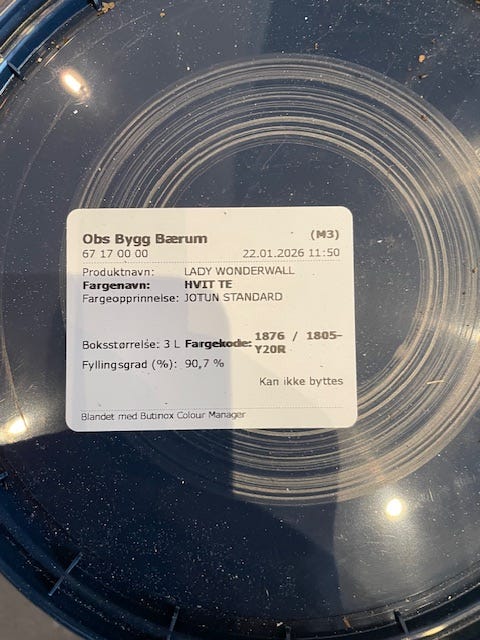 Obs Bygg Bærum (M3)
67 17 00 00 22.01.2026 11:50
Produktnavn: LADY WONDERWALL
Fargenavn: HVIT TE
Fargeopprinnelse: JOTUN STANDARD
Boksstørrelse: 3 L Fargekode: 1876 / 1805-
Y20R
Fyllingsgrad (%): 90,7 %
Kan ikke byttes
Blandet med Butinox Colour Manager